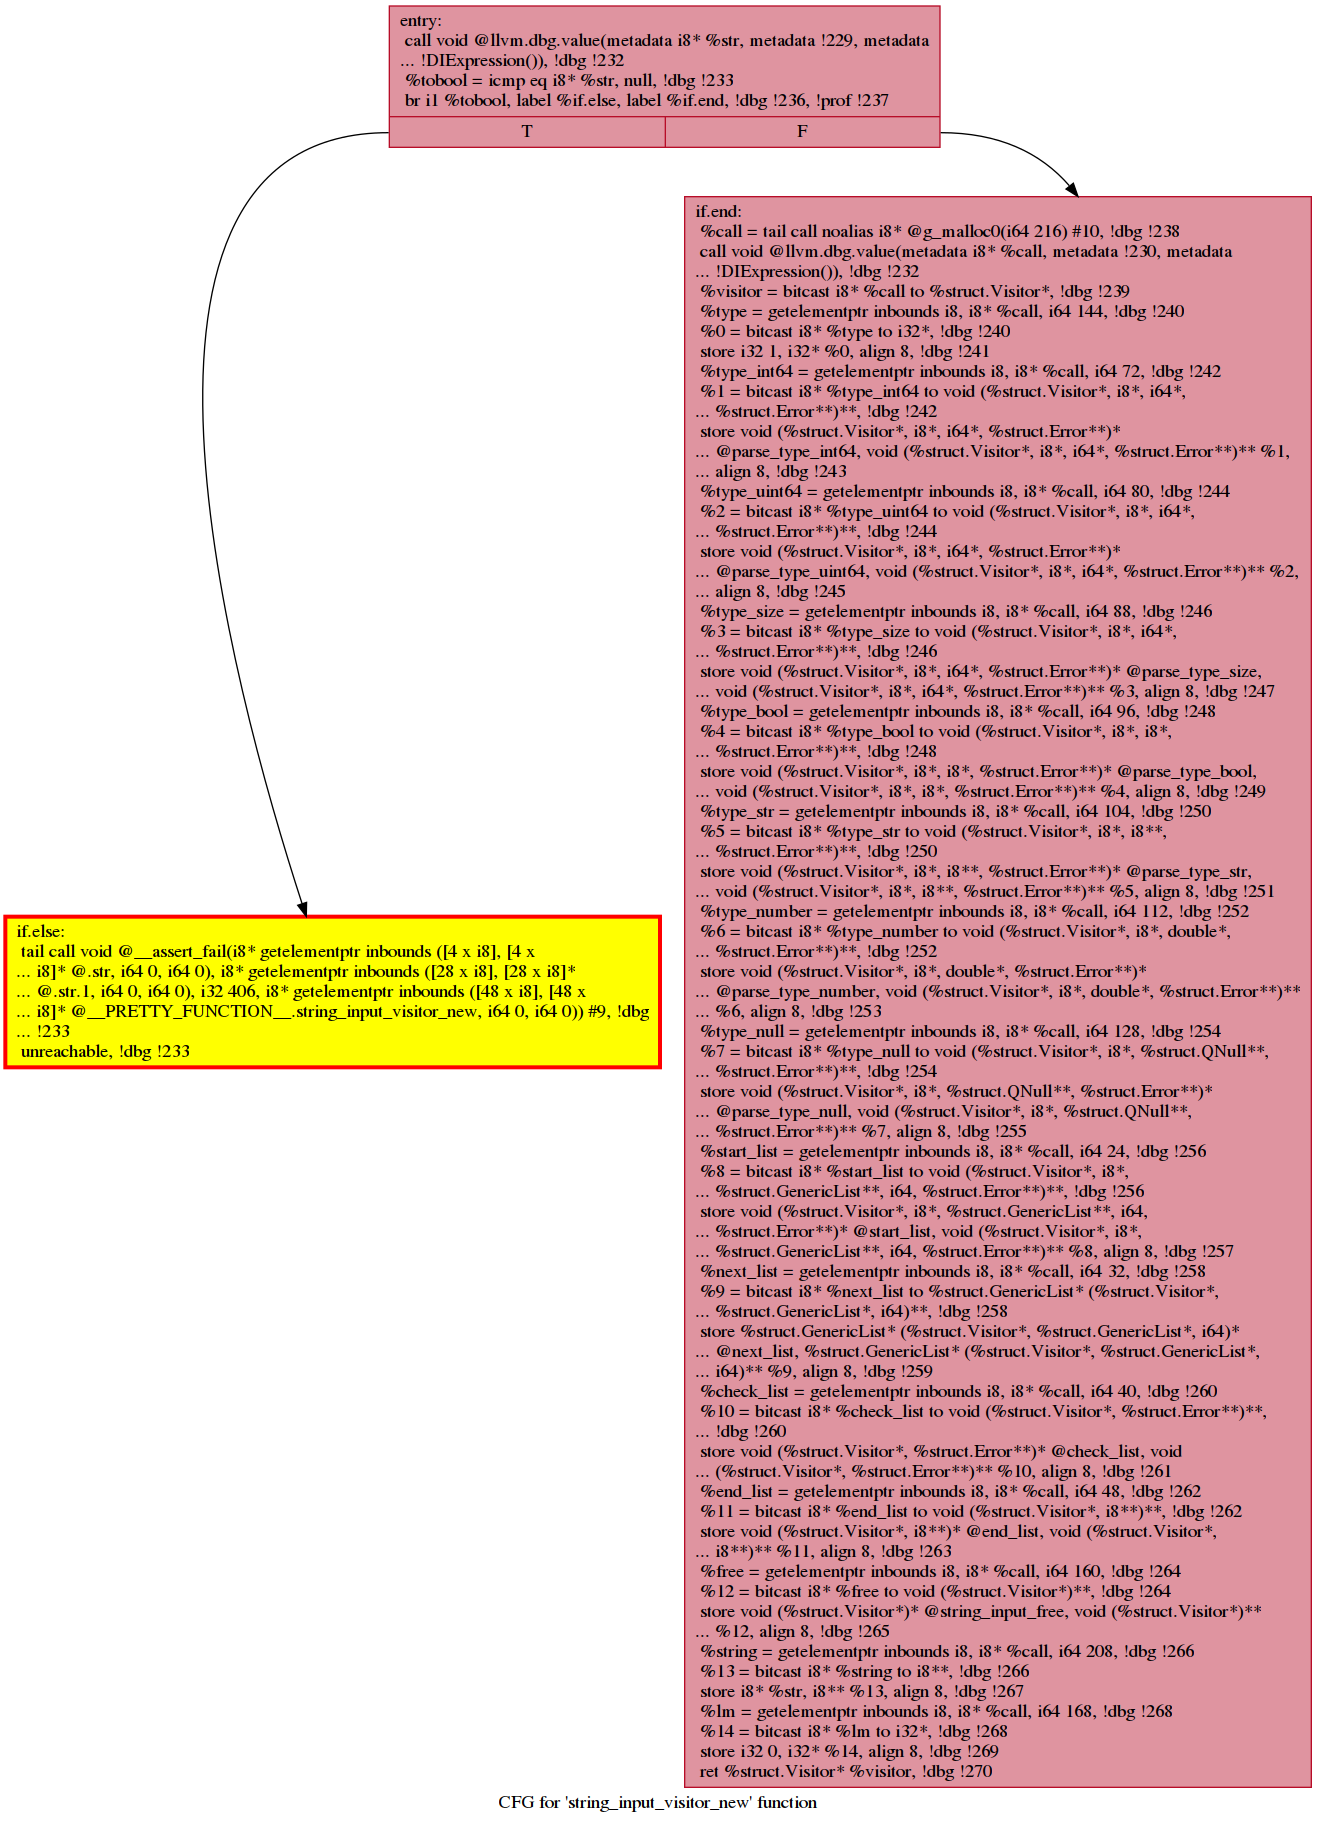 entry:
call void @llvm.dbg.value(metadata i8* %str, metadata !229, metadata
... !DIExpression()), !dbg !232
%tobool = icmp eq i8* %str, null, !dbg !233
br i1 %tobool, label %if.else, label %if.end, !dbg !236, !prof !237
T
F
if.end:
%call = tail call noalias i8* @g_malloc0(i64 216) #10, !dbg !238
call void @llvm.dbg.value(metadata i8* %call, metadata !230, metadata
... !DIExpression()), !dbg !232
%visitor = bitcast i8* %call to %struct.Visitor*, !dbg !239
%type = getelementptr inbounds i8, i8* %call, i64 144, !dbg !240
%0 = bitcast i8* %type to i32*, !dbg !240
store i32 1, i32* %0, align 8, !dbg !241
%type_int64 = getelementptr inbounds i8, i8* %call, i64 72, !dbg !242
%1 = bitcast i8* %type_int64 to void (%struct.Visitor*, i8*, i64*,
... %struct.Error**)**, !dbg !242
store void (%struct.Visitor*, i8*, i64*, %struct.Error**)*
... @parse_type_int64, void (%struct.Visitor*, i8*, i64*, %struct.Error**)** %1,
... align 8, !dbg !243
%type_uint64 = getelementptr inbounds i8, i8* %call, i64 80, !dbg !244
%2 = bitcast i8* %type_uint64 to void (%struct.Visitor*, i8*, i64*,
... %struct.Error**)**, !dbg !244
store void (%struct.Visitor*, i8*, i64*, %struct.Error**)*
... @parse_type_uint64, void (%struct.Visitor*, i8*, i64*, %struct.Error**)** %2,
... align 8, !dbg !245
%type_size = getelementptr inbounds i8, i8* %call, i64 88, !dbg !246
%3 = bitcast i8* %type_size to void (%struct.Visitor*, i8*, i64*,
... %struct.Error**)**, !dbg !246
store void (%struct.Visitor*, i8*, i64*, %struct.Error**)* @parse_type_size,
... void (%struct.Visitor*, i8*, i64*, %struct.Error**)** %3, align 8, !dbg !247
%type_bool = getelementptr inbounds i8, i8* %call, i64 96, !dbg !248
%4 = bitcast i8* %type_bool to void (%struct.Visitor*, i8*, i8*,
... %struct.Error**)**, !dbg !248
store void (%struct.Visitor*, i8*, i8*, %struct.Error**)* @parse_type_bool,
... void (%struct.Visitor*, i8*, i8*, %struct.Error**)** %4, align 8, !dbg !249
%type_str = getelementptr inbounds i8, i8* %call, i64 104, !dbg !250
%5 = bitcast i8* %type_str to void (%struct.Visitor*, i8*, i8**,
... %struct.Error**)**, !dbg !250
store void (%struct.Visitor*, i8*, i8**, %struct.Error**)* @parse_type_str,
... void (%struct.Visitor*, i8*, i8**, %struct.Error**)** %5, align 8, !dbg !251
%type_number = getelementptr inbounds i8, i8* %call, i64 112, !dbg !252
%6 = bitcast i8* %type_number to void (%struct.Visitor*, i8*, double*,
... %struct.Error**)**, !dbg !252
store void (%struct.Visitor*, i8*, double*, %struct.Error**)*
... @parse_type_number, void (%struct.Visitor*, i8*, double*, %struct.Error**)**
... %6, align 8, !dbg !253
%type_null = getelementptr inbounds i8, i8* %call, i64 128, !dbg !254
%7 = bitcast i8* %type_null to void (%struct.Visitor*, i8*, %struct.QNull**,
... %struct.Error**)**, !dbg !254
store void (%struct.Visitor*, i8*, %struct.QNull**, %struct.Error**)*
... @parse_type_null, void (%struct.Visitor*, i8*, %struct.QNull**,
... %struct.Error**)** %7, align 8, !dbg !255
%start_list = getelementptr inbounds i8, i8* %call, i64 24, !dbg !256
%8 = bitcast i8* %start_list to void (%struct.Visitor*, i8*,
... %struct.GenericList**, i64, %struct.Error**)**, !dbg !256
store void (%struct.Visitor*, i8*, %struct.GenericList**, i64,
... %struct.Error**)* @start_list, void (%struct.Visitor*, i8*,
... %struct.GenericList**, i64, %struct.Error**)** %8, align 8, !dbg !257
%next_list = getelementptr inbounds i8, i8* %call, i64 32, !dbg !258
%9 = bitcast i8* %next_list to %struct.GenericList* (%struct.Visitor*,
... %struct.GenericList*, i64)**, !dbg !258
store %struct.GenericList* (%struct.Visitor*, %struct.GenericList*, i64)*
... @next_list, %struct.GenericList* (%struct.Visitor*, %struct.GenericList*,
... i64)** %9, align 8, !dbg !259
%check_list = getelementptr inbounds i8, i8* %call, i64 40, !dbg !260
%10 = bitcast i8* %check_list to void (%struct.Visitor*, %struct.Error**)**,
... !dbg !260
store void (%struct.Visitor*, %struct.Error**)* @check_list, void
... (%struct.Visitor*, %struct.Error**)** %10, align 8, !dbg !261
%end_list = getelementptr inbounds i8, i8* %call, i64 48, !dbg !262
%11 = bitcast i8* %end_list to void (%struct.Visitor*, i8**)**, !dbg !262
store void (%struct.Visitor*, i8**)* @end_list, void (%struct.Visitor*,
... i8**)** %11, align 8, !dbg !263
%free = getelementptr inbounds i8, i8* %call, i64 160, !dbg !264
%12 = bitcast i8* %free to void (%struct.Visitor*)**, !dbg !264
store void (%struct.Visitor*)* @string_input_free, void (%struct.Visitor*)**
... %12, align 8, !dbg !265
%string = getelementptr inbounds i8, i8* %call, i64 208, !dbg !266
%13 = bitcast i8* %string to i8**, !dbg !266
store i8* %str, i8** %13, align 8, !dbg !267
%lm = getelementptr inbounds i8, i8* %call, i64 168, !dbg !268
%14 = bitcast i8* %lm to i32*, !dbg !268
store i32 0, i32* %14, align 8, !dbg !269
ret %struct.Visitor* %visitor, !dbg !270
if.else:
tail call void @__assert_fail(i8* getelementptr inbounds ([4 x i8], [4 x
... i8]* @.str, i64 0, i64 0), i8* getelementptr inbounds ([28 x i8], [28 x i8]*
... @.str.1, i64 0, i64 0), i32 406, i8* getelementptr inbounds ([48 x i8], [48 x
... i8]* @__PRETTY_FUNCTION__.string_input_visitor_new, i64 0, i64 0)) #9, !dbg
... !233
unreachable, !dbg !233
CFG for 'string_input_visitor_new' function